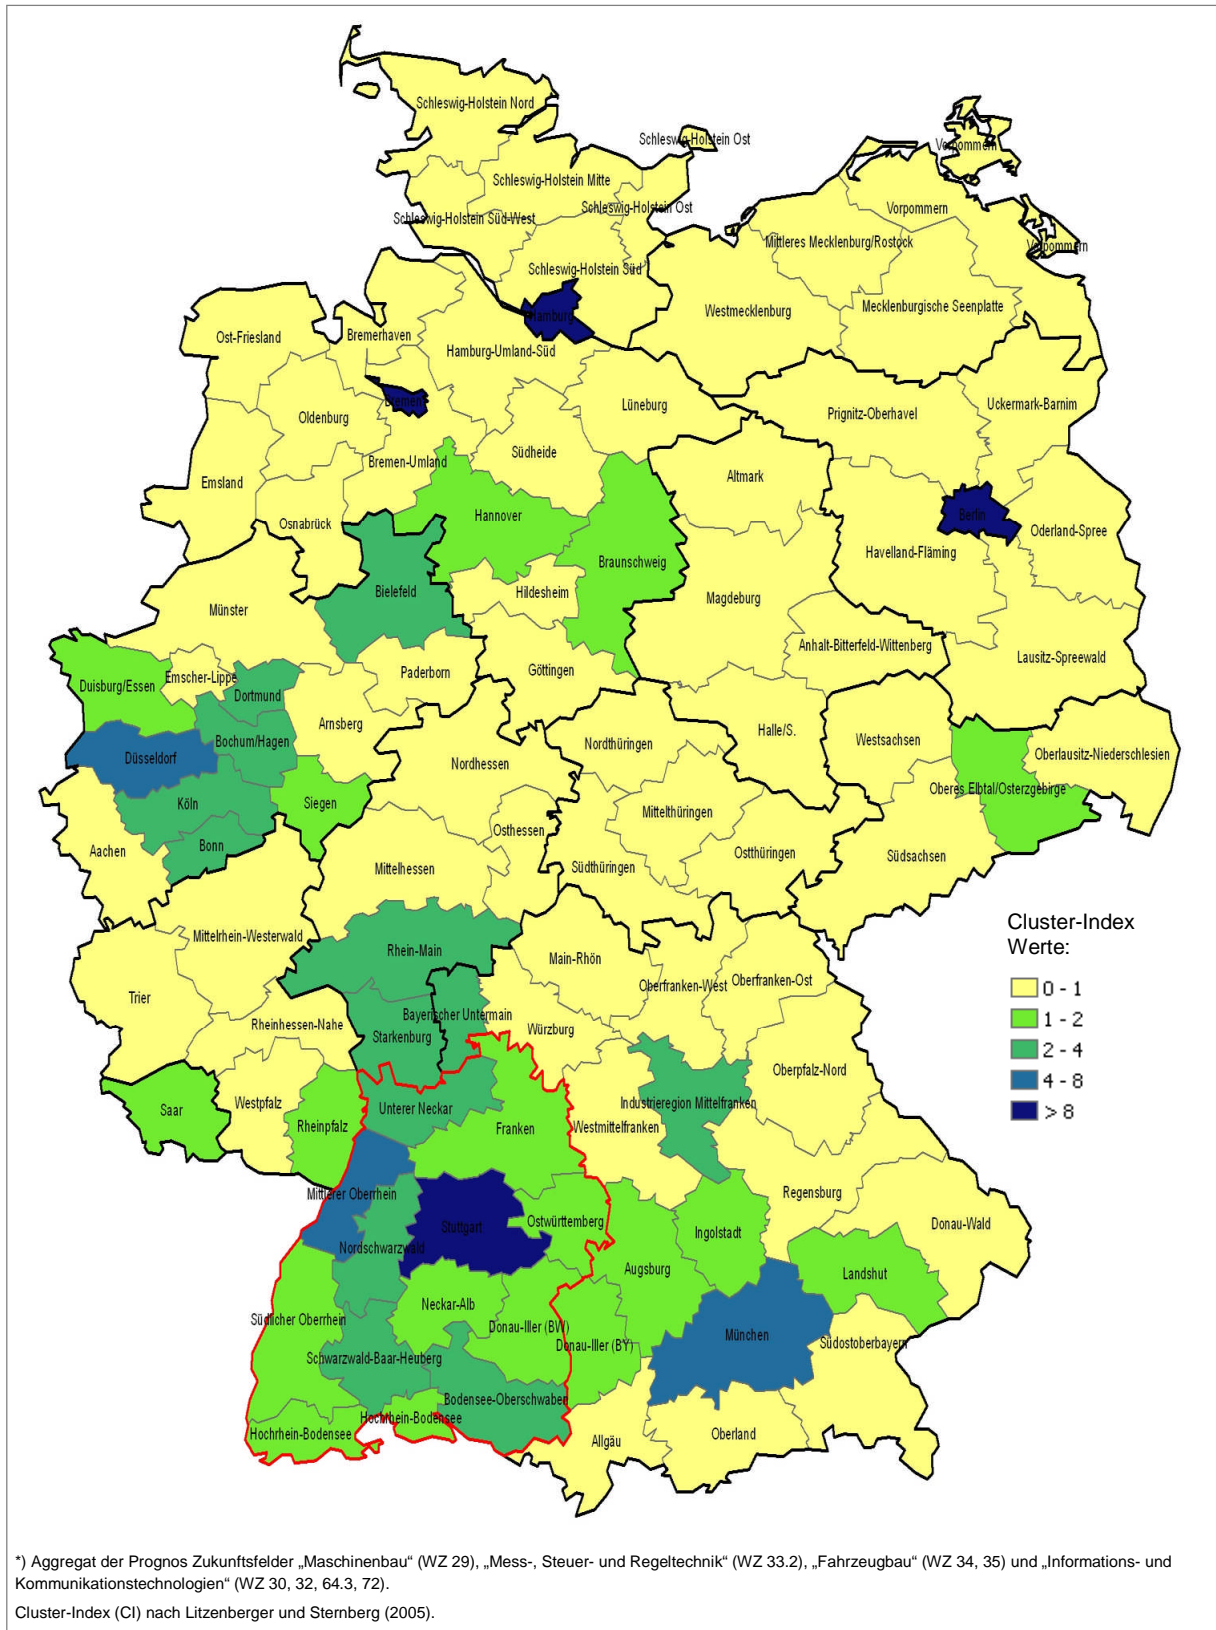 Schleswig-Holstein Nord
Schleswig-Holstein Ost
Vorpommern
Schleswig-Holstein Mitte
Schleswig-Holstein Ost
Vorpommern
Schleswig-Holstein Süd-West
Mittleres Mecklenburg/Rostock
Vorpommern
Schleswig-Holstein Süd
Mecklenburgische Seenplatte
Westmecklenburg
Hamburg
Ost-Friesland
Bremerhaven
Hamburg-Umland-Süd
Bremen
Lüneburg
Uckermark-Barnim
Prignitz-Oberhavel
Oldenburg
Südheide
Bremen-Umland
Altmark
Emsland
Osnabrück
Hannover
Berlin
Oderland-Spree
Havelland-Fläming
Braunschweig
Bielefeld
Hildesheim
Magdeburg
Münster
Anhalt-Bitterfeld-Wittenberg
Lausitz-Spreewald
Emscher-Lippe
Paderborn
Göttingen
Duisburg/Essen
Dortmund
Arnsberg
Halle/S.
Bochum/Hagen
Nordthüringen
Westsachsen
Oberlausitz-Niederschlesien
Düsseldorf
Nordhessen
Oberes Elbtal/Osterzgebirge
Köln
Siegen
Mittelthüringen
Osthessen
Bonn
Aachen
Ostthüringen
Südsachsen
Mittelhessen
Südthüringen
Mittelrhein-Westerwald
Rhein-Main
Main-Rhön
Oberfranken-West
Oberfranken-Ost
Trier
Bayerischer Untermain
Rheinhessen-Nahe
Starkenburg
Würzburg
Oberpfalz-Nord
Saar
Westpfalz
Rheinpfalz
Unterer Neckar
Industrieregion Mittelfranken
Franken
Westmittelfranken
Mittlerer Oberrhein
Regensburg
Stuttgart
Ostwürttemberg
Ingolstadt
Donau-Wald
Nordschwarzwald
Augsburg
Landshut
Neckar-Alb
Südlicher Oberrhein
Donau-Iller (BW)
München
Donau-Iller (BY)
Südostoberbayern
Schwarzwald-Baar-Heuberg
Bodensee-Oberschwaben
Hochrhein-Bodensee
Hochrhein-Bodensee
Allgäu
Oberland
Cluster-Index
Werte:
0 - 1
1 - 2
2 - 4
4 - 8
> 8
*) Aggregat der Prognos Zukunftsfelder „Maschinenbau“ (WZ 29), „Mess-, Steuer- und Regeltechnik“ (WZ 33.2), „Fahrzeugbau“ (WZ 34, 35) und „Informations- und
Kommunikationstechnologien“ (WZ 30, 32, 64.3, 72).
Cluster-Index (CI) nach Litzenberger und Sternberg (2005).